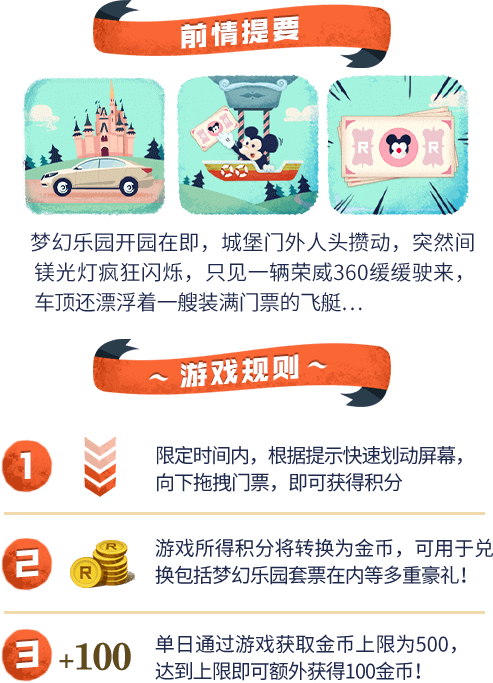 前情提要
R R
梦幻乐园开园在即，城堡门外人头攒动，突然间
镁光灯疯狂闪烁，只见一辆荣威360缓缓驶来，
车顶还漂浮着一艘装满门票的飞艇…
～游戏规则～
1
限定时间内，根据提示快速划动屏幕，
向下拖拽门票，即可获得积分
2
R R
游戏所得积分将转换为金币，可用于兑
换包括梦幻乐园套票在内等多重豪礼！
3
+100
单日通过游戏获取金币上限为500，
达到上限即可额外获得100金币！